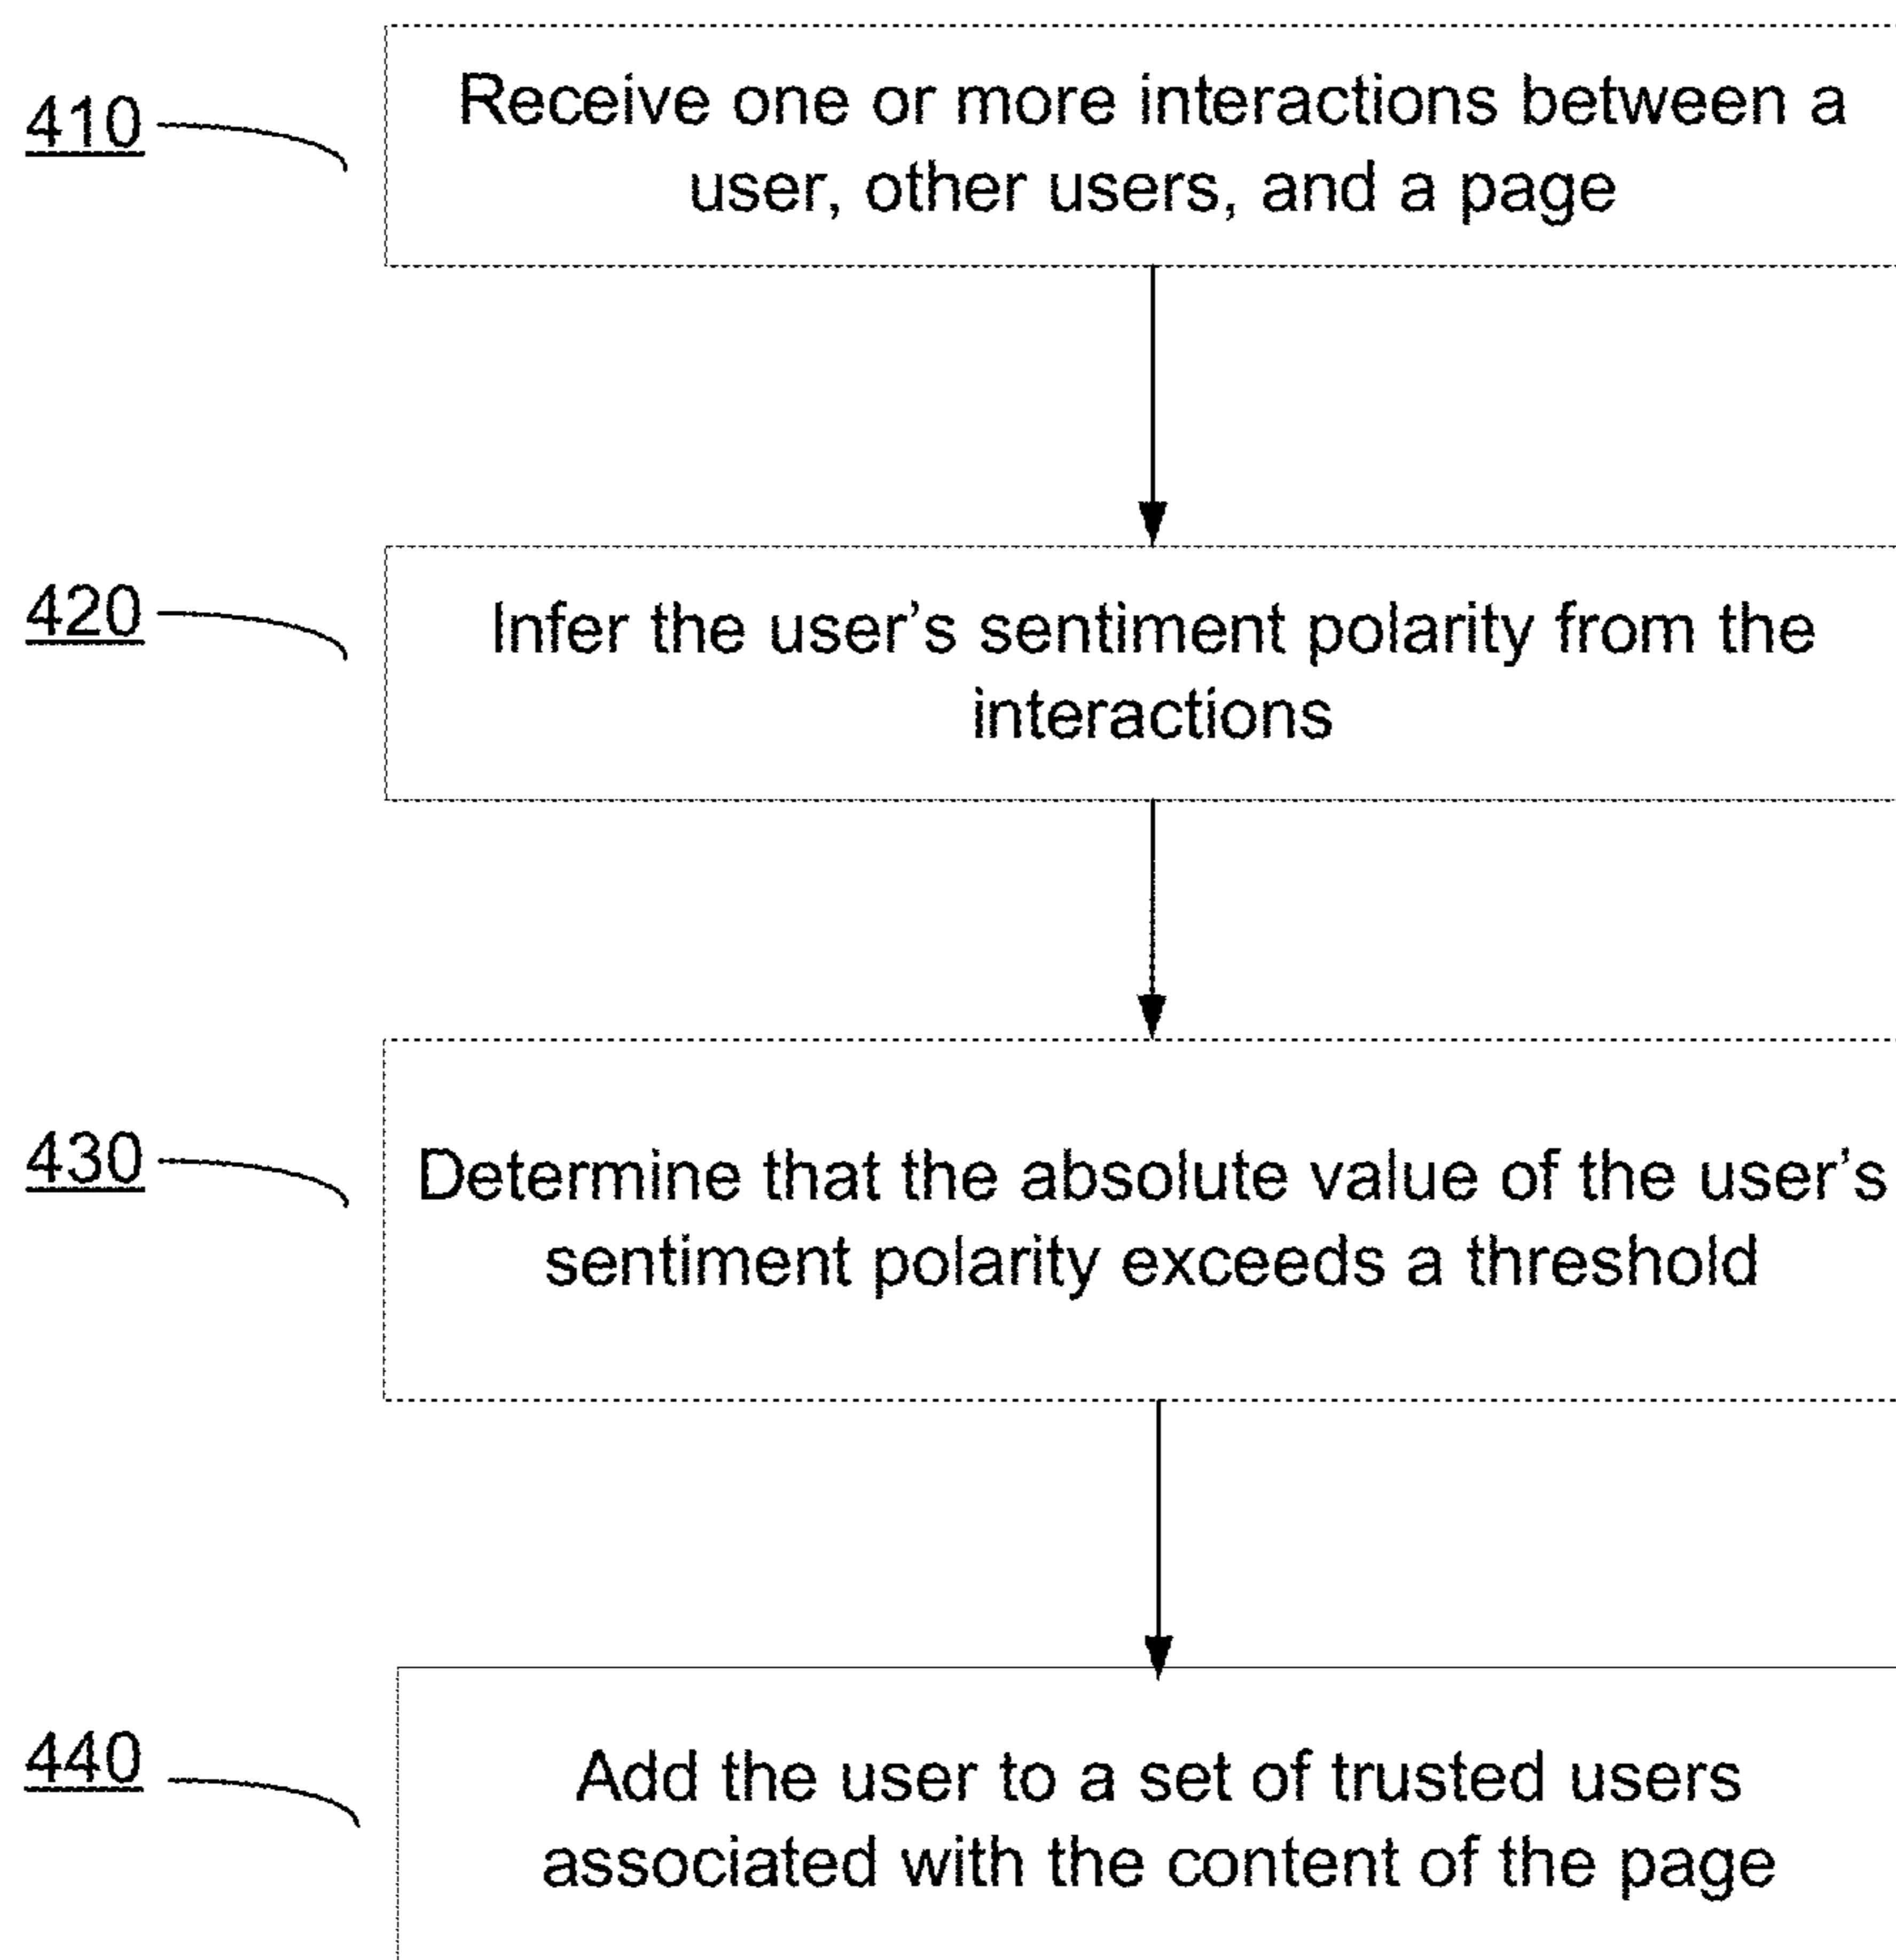 410
Receive one or more interactions between a
user, other users, and a page
420
Infer the user’s sentiment polarity from the
interactions
430
Determine that the absolute value of the user’s
sentiment polarity exceeds a threshold
440
Add the user to a set of trusted users
associated with the content of the page